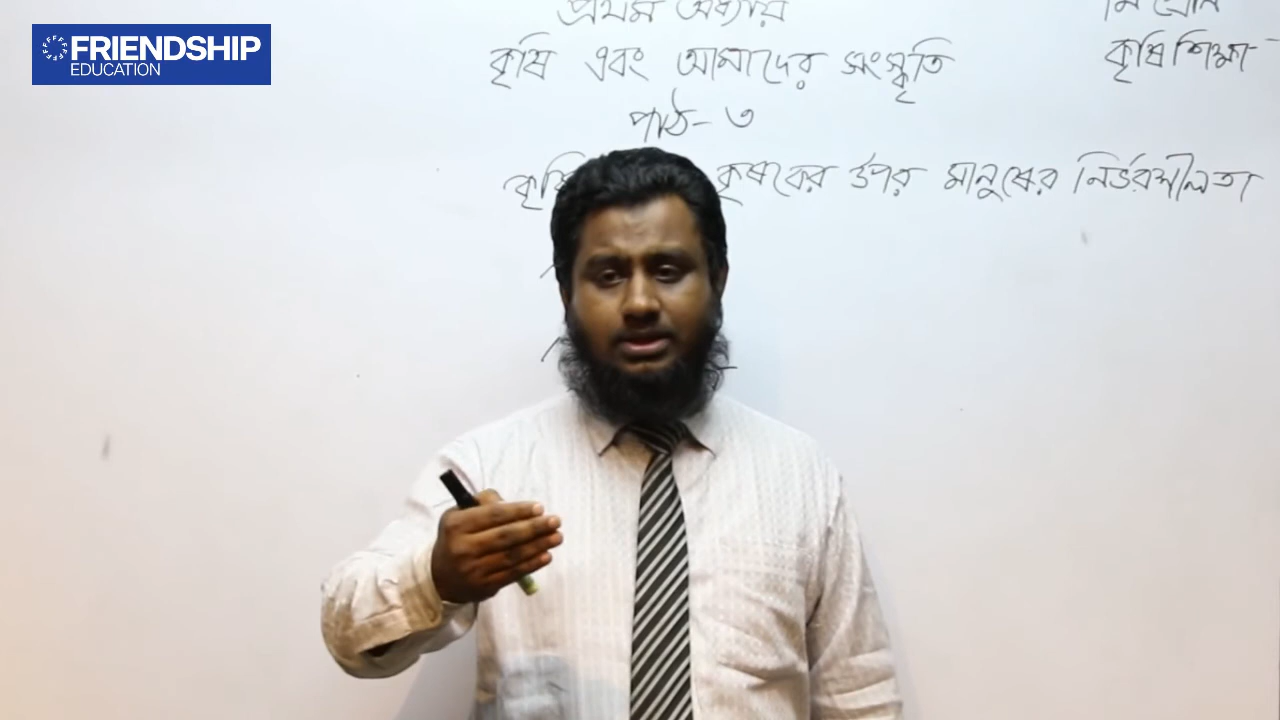 FRIENDSHIP
EDUCATION
প্রথম অধ্যায়
কৃষি এবং আমাদের সংস্কৃতি
পাঠ- ৩
কৃষি কৃষকের উপর মানুষের নির্ভরশীলতা
কৃষি শিক্ষা